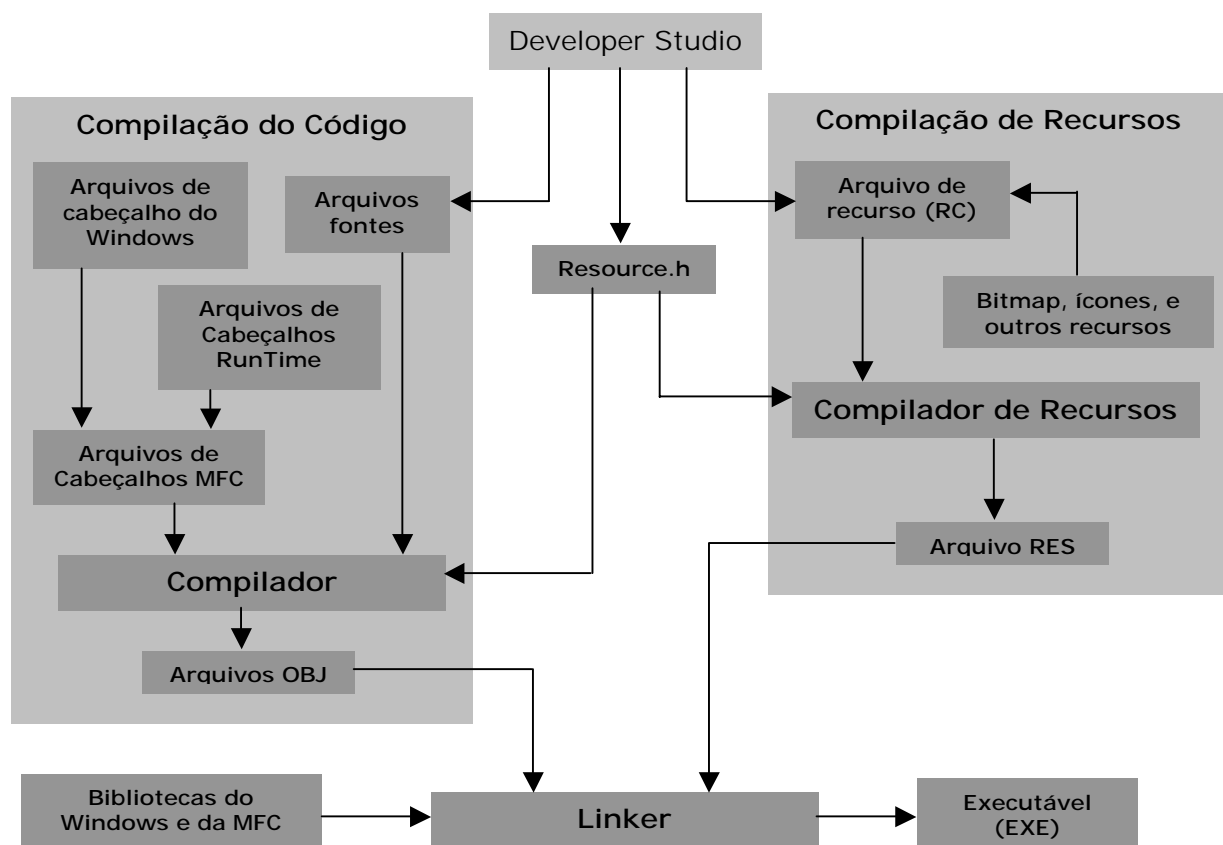 Developer Studio
Compilação do Código
Arquivos de
cabeçalho do
Windows
Arquivos
fontes
Arquivos de
Cabeçalhos
RunTime
Arquivos de
Cabeçalhos MFC
Compilador
Arquivos OBJ
Resource.h
Compilação de Recursos
Arquivo de
recurso (RC)
Bitmap, ícones, e
outros recursos
Compilador de Recursos
Arquivo RES
Bibliotecas do
Windows e da MFC
Linker
Executável
(EXE)